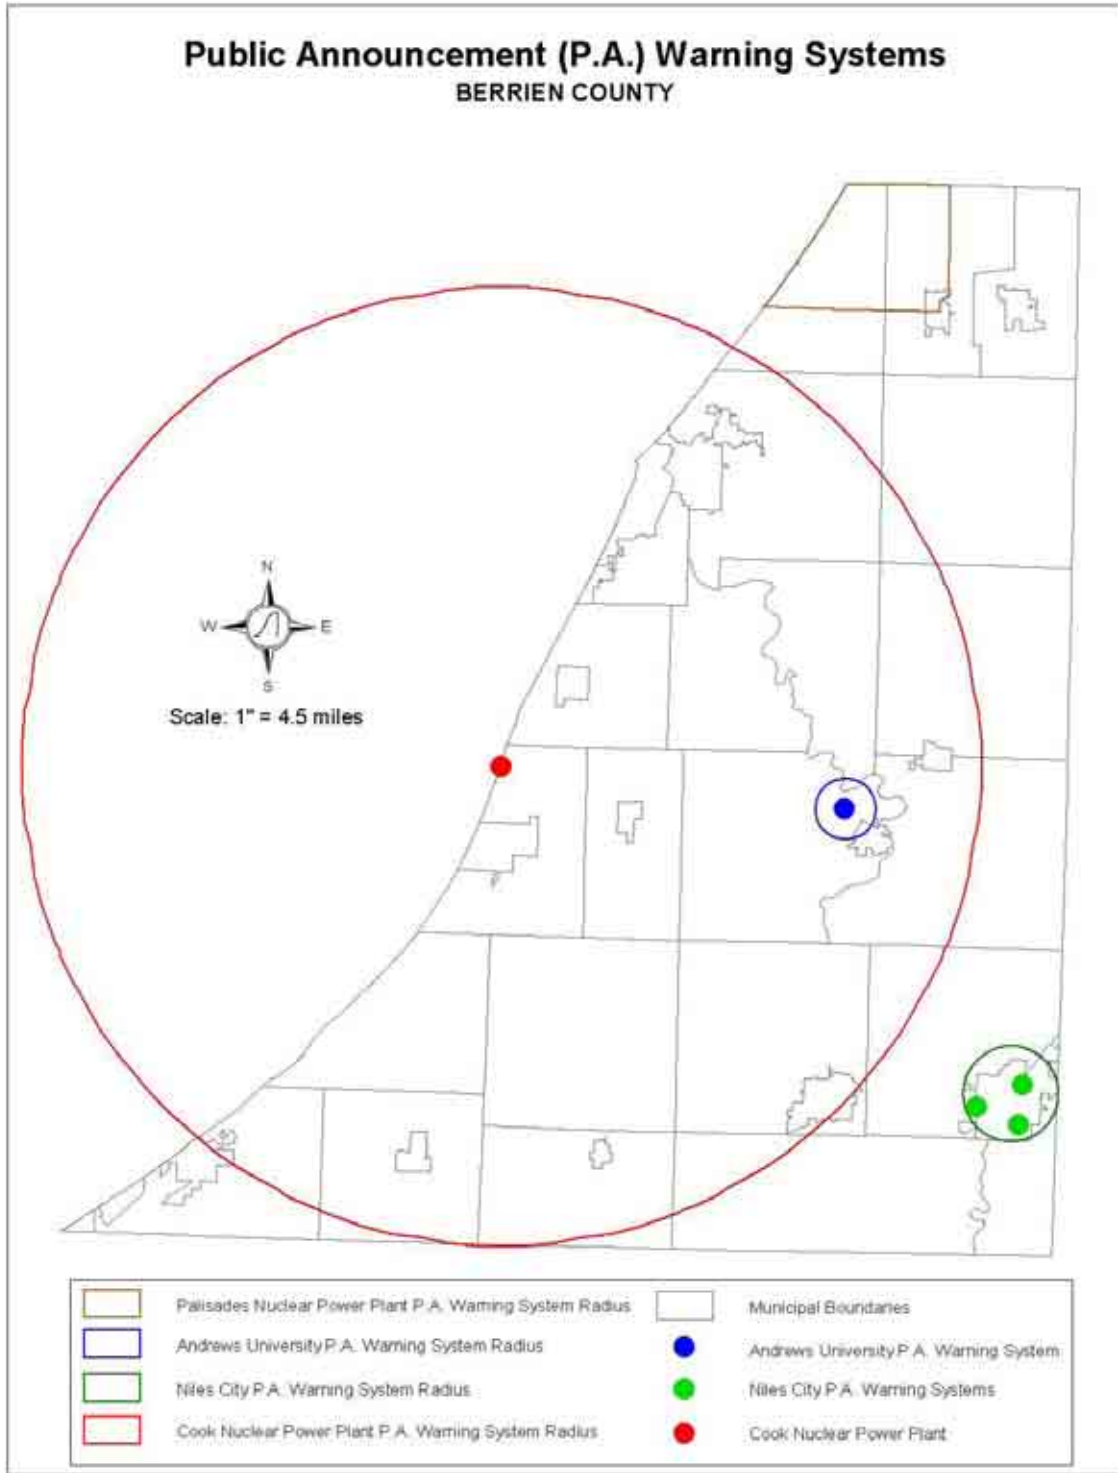 Public Announcement (P.A.) Warning Systems
BERRIEN COUNTY
N
W E
S
Scale: 1" = 4.5 miles
Palisades Nuclear Power Plant P.A. Warning System Radius
Municipal Boundaries
Andrews University P.A. Warning System Radius
Andrews University P.A. Warning System
Niles City P.A. Warning System Radius
Niles City P.A. Warning Systems
Cook Nuclear Power Plant P.A. Warning System Radius
Cook Nuclear Power Plant